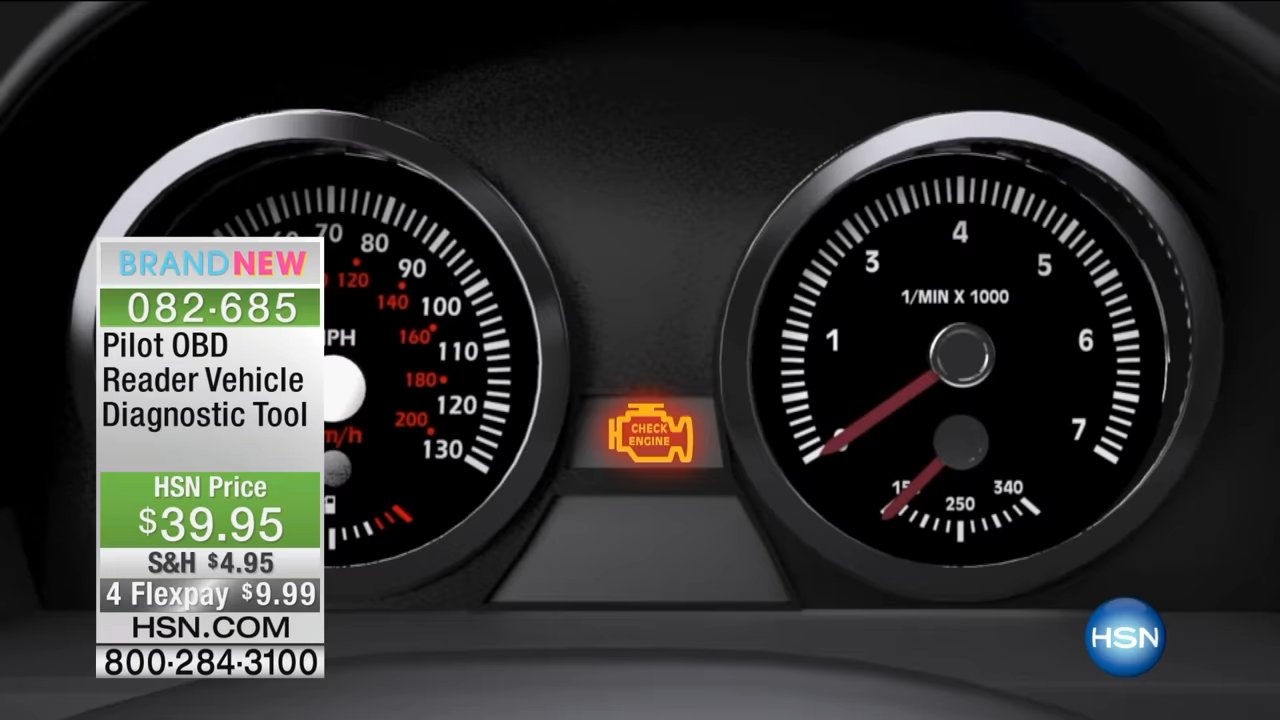 BRAND NEW
082-685
Pilot OBD
Reader Vehicle
Diagnostic Tool
HSN Price
$39.95
S&H $4.95
4 Flexpay $9.99
HSN.COM
800-284-3100
70
80
90
100
110
120
130
120
140
160
180
200
CHECK
ENGINE
1
3
4
5
6
7
1/MIN X 1000
250
340
HSN